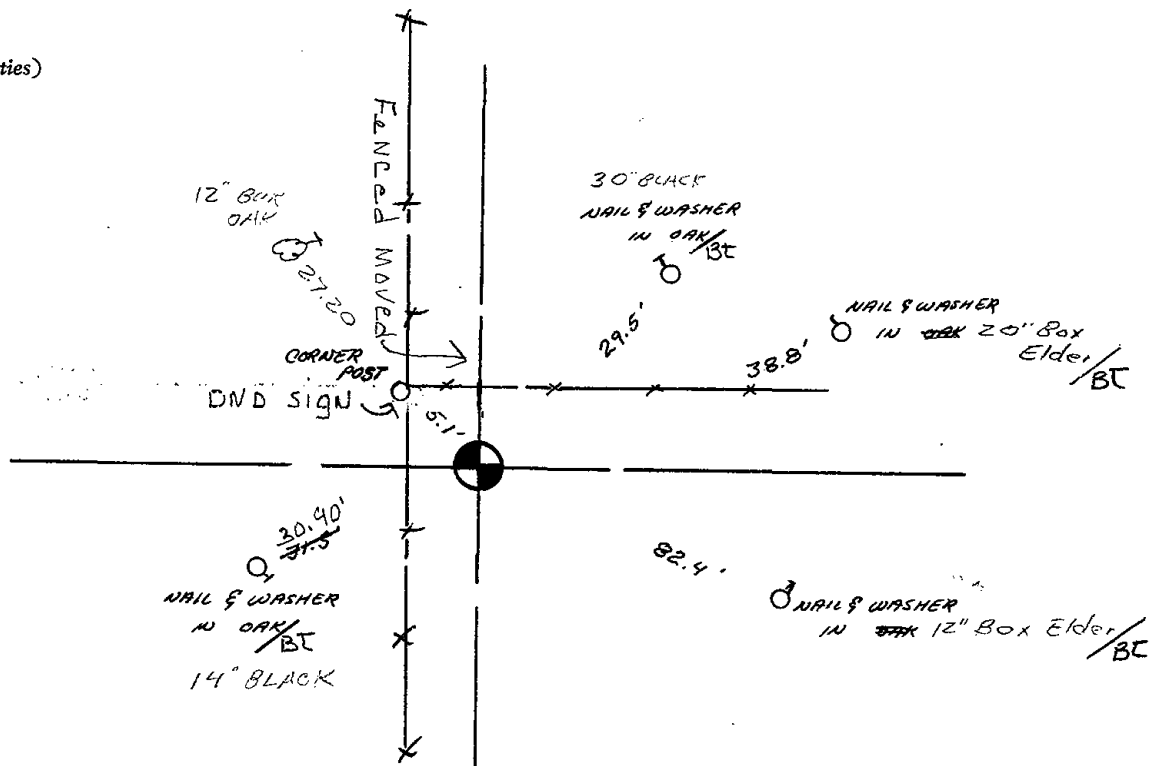 ties)
Fenced Moved
12" BUR
OAK
27.20
30" BLACK
NAIL & WASHER
IN OAK/BT
29.5'
NAIL & WASHER
IN OAK 20" Box
Elder/BT
38.8'
CORNER
POST
DND SIGN
5.1'
30.90'
31.5
NAIL & WASHER
IN OAK/BT
14" BLACK
82.4'
NAIL & WASHER
IN OAK 12" Box Elder/BT